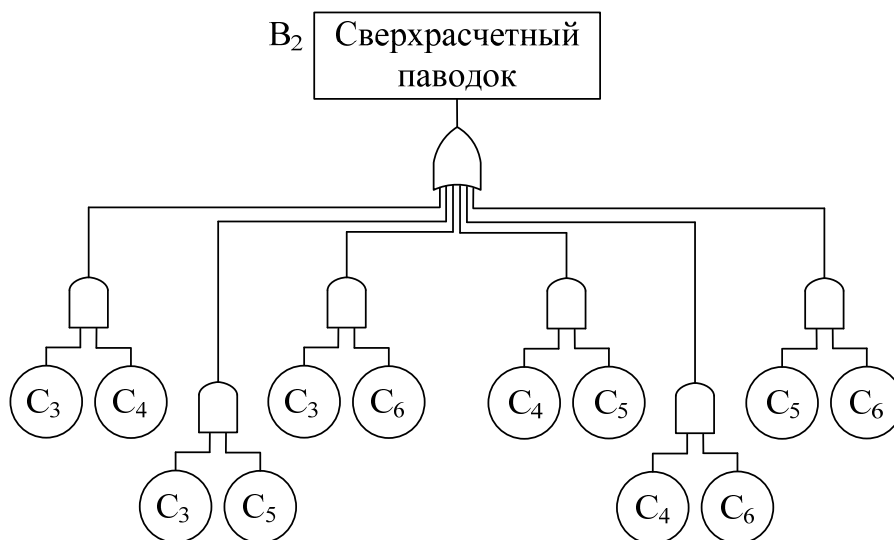 B₂ Сверхрасчетный
паводок
C₃ C₄ C₃ C₆ C₄ C₅ C₅ C₆
C₃ C₅ C₄ C₆